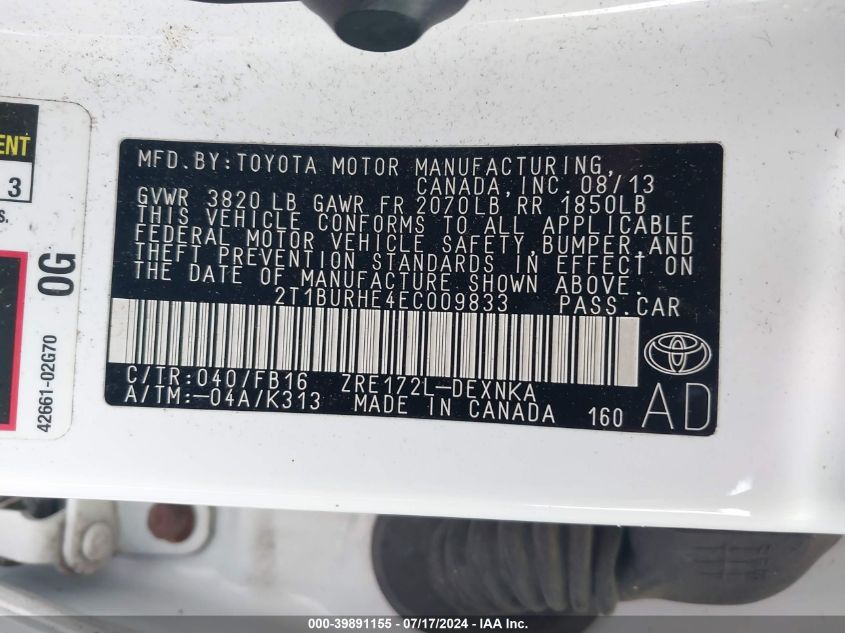 ENT
3
s.
0G
42661-02G70
MFD.BY:TOYOTA MOTOR MANUFACTURING,
CANADA,INC.08/13
GVWR 3820 LB GAWR FR 2070LB,RR 1850LB
THIS VEHICLE CONFORMS TO ALL APPLICABLE
FEDERAL MOTOR VEHICLE SAFETY,BUMPER,AND
THEFT PREVENTION STANDARDS IN EFFECT ON
THE DATE OF MANUFACTURE SHOWN ABOVE.
2T1BURHE4EC009833 PASS.CAR
C/TR:040/FB16 ZRE172L-DEXNKA
A/TM:-04A/K313 MADE IN CANADA 160
AD
000-39891155 - 07/17/2024 - IAA, Inc.